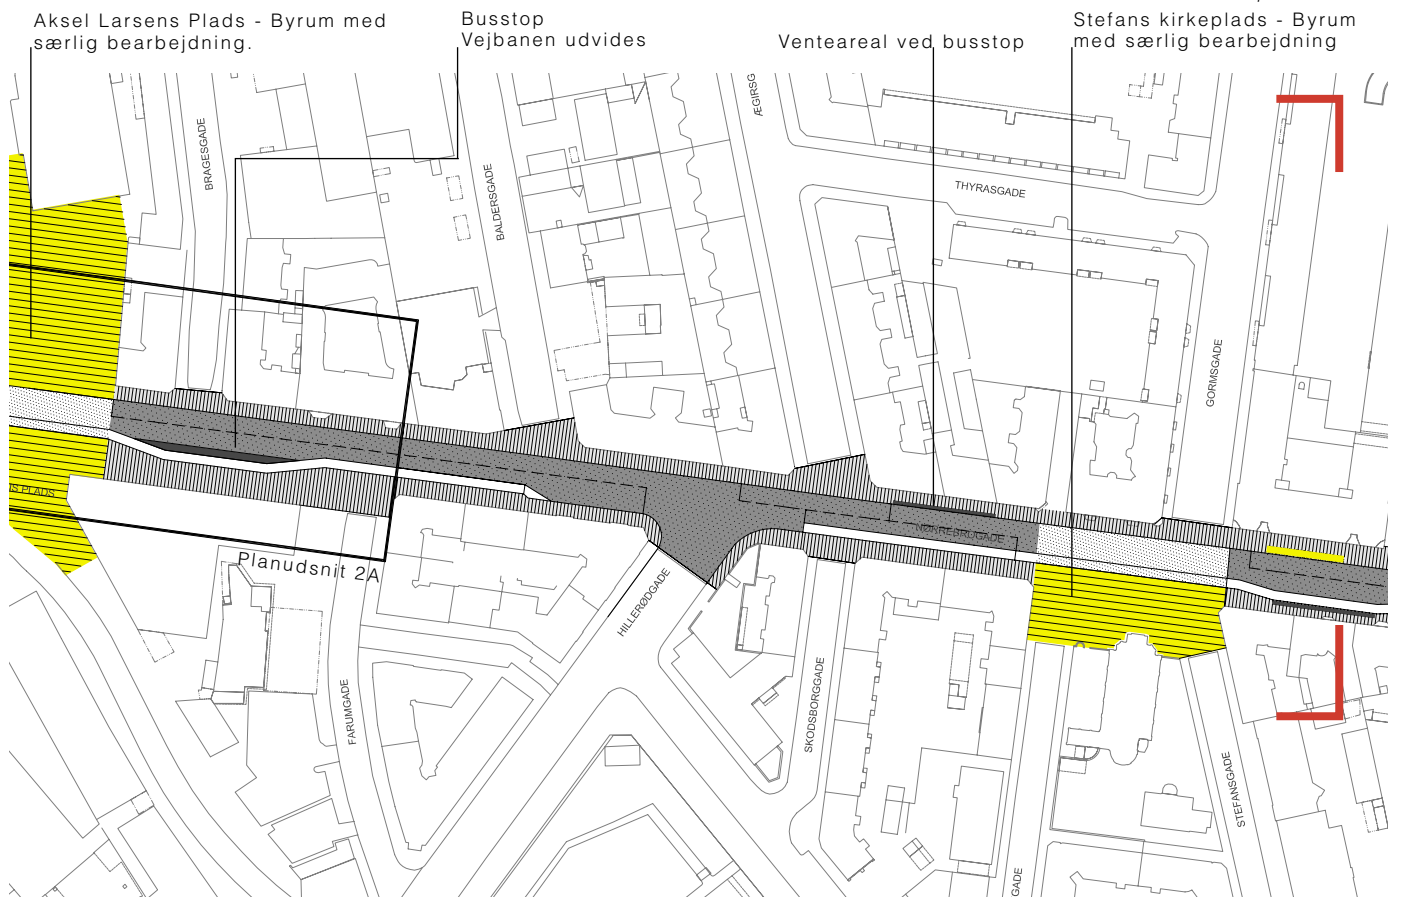 Aksel Larsens Plads - Byrum med
særlig bearbejdning.
Busstop
Vejbanen udvides
Venteareal ved busstop
Stefans kirkeplads - Byrum
med særlig bearbejdning
BRAGESGADE
BALDERSGADE
ÆGIRSG
THYRASGADE
GORMSGADE
NØRREBROGADE
S PLADS
Planudsnit 2A
HILLERØDGADE
FARUMGADE
SKODSBORGGADE
STEFANSGADE
GADE